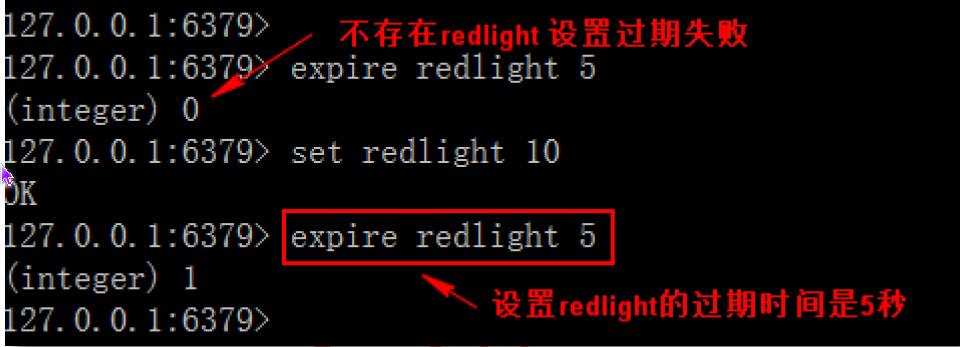 127.0.0.1:6379>
不存在redlight 设置过期失败
127.0.0.1:6379> expire redlight 5
(integer) 0
127.0.0.1:6379> set redlight 10
OK
127.0.0.1:6379> expire redlight 5
(integer) 1
设置redlight的过期时间是5秒
127.0.0.1:6379>